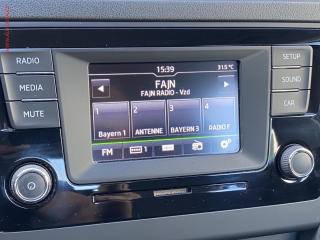 15:39
31.5 °C
RADIO
MEDIA
MUTE
SETUP
SOUND
CAR
FAJN
FAJN RADIO - Vzd
1
2
3
4
Bayern 1
ANTENNE
BAYERN 3
RADIO F
FM
1